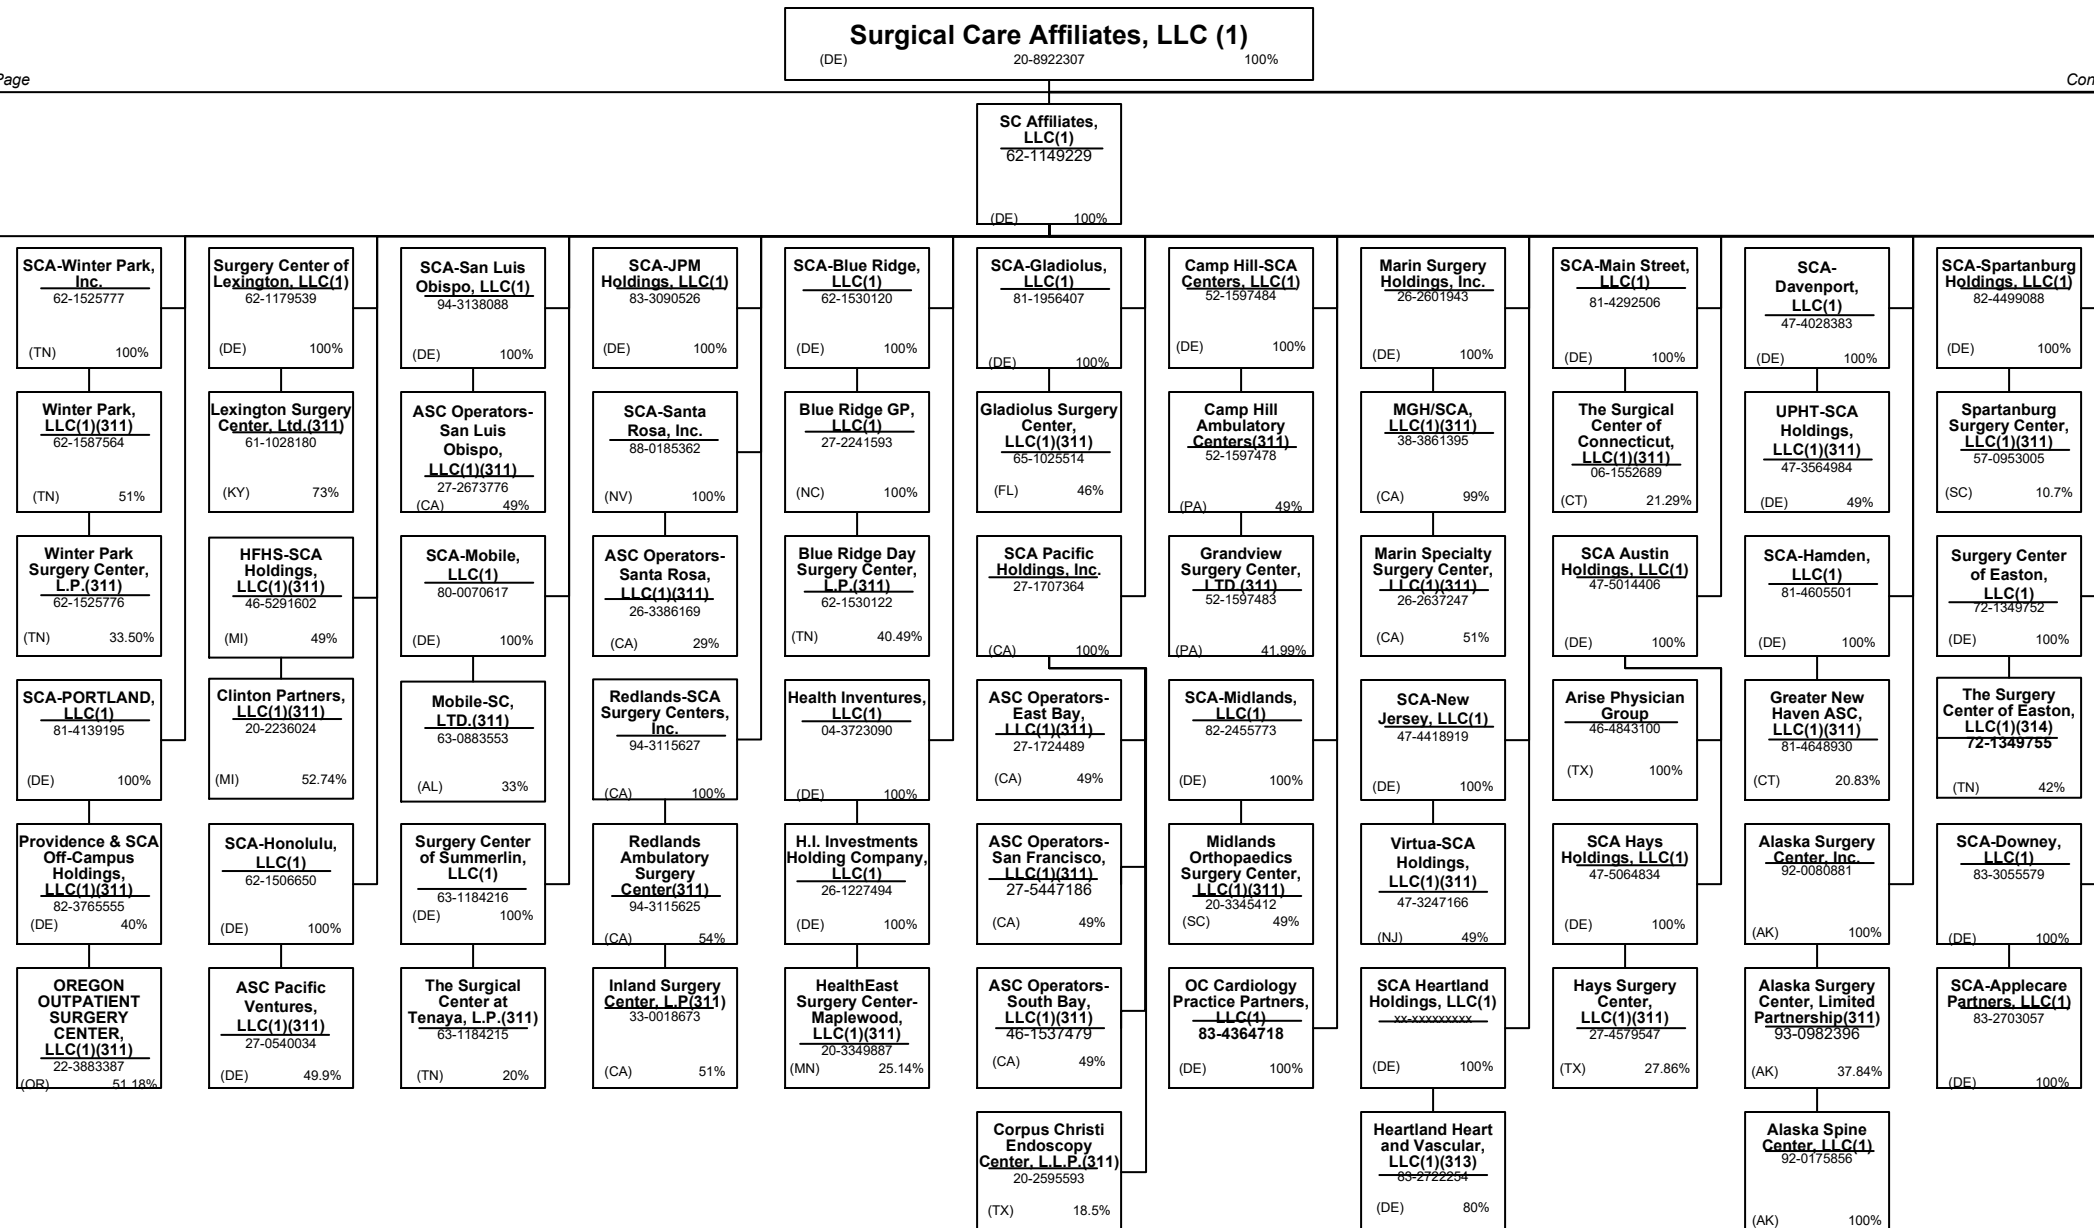 Surgical Care Affiliates, LLC (1)
(DE) 20-8922307 100%
Page
Con
SC Affiliates,
LLC(1)
62-1149229
(DE) 100%
SCA-Winter Park,
Inc.
62-1525777
(TN) 100%
Winter Park,
LLC(1)(311)
62-1587564
(TN) 51%
Winter Park
Surgery Center,
L.P.(311)
62-1525776
(TN) 33.50%
SCA-PORTLAND,
LLC(1)
81-4139195
(DE) 100%
Providence & SCA
Off-Campus
Holdings,
LLC(1)(311)
82-3765555
(DE) 40%
OREGON
OUTPATIENT
SURGERY
CENTER,
LLC(1)(311)
22-3883387
(OR) 51.18%
Surgery Center of
Lexington, LLC(1)
62-1179539
(DE) 100%
Lexington Surgery
Center, Ltd.(311)
61-1028180
(KY) 73%
HFHS-SCA
Holdings,
LLC(1)(311)
46-5291602
(MI) 49%
Clinton Partners,
LLC(1)(311)
20-2236024
(MI) 52.74%
SCA-Honolulu,
LLC(1)
62-1506650
(DE) 100%
ASC Pacific
Ventures,
LLC(1)(311)
27-0540034
(DE) 49.9%
SCA-San Luis
Obispo, LLC(1)
94-3138088
(DE) 100%
ASC Operators-
San Luis
Obispo,
LLC(1)(311)
27-2673776
(CA) 49%
SCA-Mobile,
LLC(1)
80-0070617
(DE) 100%
Mobile-SC,
LTD.(311)
63-0883553
(AL) 33%
Surgery Center
of Summerlin,
LLC(1)
63-1184216
(DE) 100%
The Surgical
Center at
Tenaya, L.P.(311)
63-1184215
(TN) 20%
SCA-JPM
Holdings, LLC(1)
83-3090526
(DE) 100%
SCA-Santa
Rosa, Inc.
88-0185362
(NV) 100%
ASC Operators-
Santa Rosa,
LLC(1)(311)
26-3386169
(CA) 29%
Redlands-SCA
Surgery Centers,
Inc.
94-3115627
(CA) 100%
Redlands
Ambulatory
Surgery
Center(311)
94-3115625
(CA) 54%
Inland Surgery
Center, L.P(311)
33-0018673
(CA) 51%
SCA-Blue Ridge,
LLC(1)
62-1530120
(DE) 100%
Blue Ridge GP,
LLC(1)
27-2241593
(NC) 100%
Blue Ridge Day
Surgery Center,
L.P.(311)
62-1530122
(TN) 40.49%
Health Inventures,
LLC(1)
04-3723090
(DE) 100%
H.I. Investments
Holding Company,
LLC(1)
26-1227494
(DE) 100%
HealthEast
Surgery Center-
Maplewood,
LLC(1)(311)
20-3349887
(MN) 25.14%
SCA-Gladiolus,
LLC(1)
81-1956407
(DE) 100%
Gladiolus Surgery
Center,
LLC(1)(311)
65-1025514
(FL) 46%
SCA Pacific
Holdings, Inc.
27-1707364
(CA) 100%
ASC Operators-
East Bay,
LLC(1)(311)
27-1724489
(CA) 49%
ASC Operators-
San Francisco,
LLC(1)(311)
27-5447186
(CA) 49%
ASC Operators-
South Bay,
LLC(1)(311)
46-1537479
(CA) 49%
Corpus Christi
Endoscopy
Center, L.L.P.(311)
20-2595593
(TX) 18.5%
Camp Hill-SCA
Centers, LLC(1)
52-1597484
(DE) 100%
Camp Hill
Ambulatory
Centers(311)
52-1597478
(PA) 49%
Grandview
Surgery Center,
LTD.(311)
52-1597483
(PA) 41.99%
SCA-Midlands,
LLC(1)
82-2455773
(DE) 100%
Midlands
Orthopaedics
Surgery Center,
LLC(1)(311)
20-3345412
(SC) 49%
OC Cardiology
Practice Partners,
LLC(1)
83-4364718
(DE) 100%
Marin Surgery
Holdings, Inc.
26-2601943
(DE) 100%
MGH/SCA,
LLC(1)(311)
38-3861395
(CA) 99%
Marin Specialty
Surgery Center,
LLC(1)(311)
26-2637247
(CA) 51%
SCA-New
Jersey, LLC(1)
47-4418919
(DE) 100%
Virtua-SCA
Holdings,
LLC(1)(311)
47-3247166
(NJ) 49%
SCA Heartland
Holdings, LLC(1)
xx-xxxxxxxxx
(DE) 100%
Heartland Heart
and Vascular,
LLC(1)(313)
83-2722254
(DE) 80%
SCA-Main Street,
LLC(1)
81-4292506
(DE) 100%
The Surgical
Center of
Connecticut,
LLC(1)(311)
06-1552689
(CT) 21.29%
SCA Austin
Holdings, LLC(1)
47-5014406
(DE) 100%
Arise Physician
Group
46-4843100
(TX) 100%
SCA Hays
Holdings, LLC(1)
47-5064834
(DE) 100%
Hays Surgery
Center,
LLC(1)(311)
27-4579547
(TX) 27.86%
SCA-
Davenport,
LLC(1)
47-4028383
(DE) 100%
UPHT-SCA
Holdings,
LLC(1)(311)
47-3564984
(DE) 49%
SCA-Hamden,
LLC(1)
81-4605501
(DE) 100%
Greater New
Haven ASC,
LLC(1)(311)
81-4648930
(CT) 20.83%
Alaska Surgery
Center, Inc.
92-0080881
(AK) 100%
Alaska Surgery
Center, Limited
Partnership(311)
93-0982396
(AK) 37.84%
Alaska Spine
Center, LLC(1)
92-0175856
(AK) 100%
SCA-Spartanburg
Holdings, LLC(1)
82-4499088
(DE) 100%
Spartanburg
Surgery Center,
LLC(1)(311)
57-0953005
(SC) 10.7%
Surgery Center
of Easton,
LLC(1)
72-1349752
(DE) 100%
The Surgery
Center of Easton,
LLC(1)(314)
72-1349755
(TN) 42%
SCA-Downey,
LLC(1)
83-3055579
(DE) 100%
SCA-Applecare
Partners, LLC(1)
83-2703057
(DE) 100%